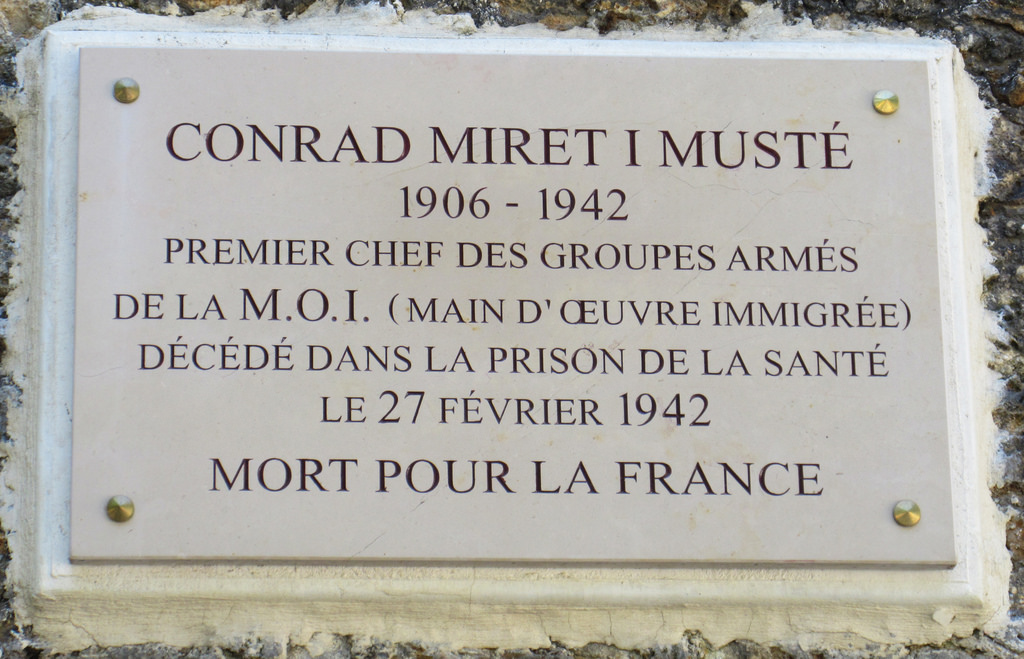 CONRAD MIRET I MUSTÉ
1906 - 1942
PREMIER CHEF DES GROUPES ARMÉS
DE LA M.O.I. (MAIN D'ŒUVRE IMMIGRÉE)
DÉCÉDÉ DANS LA PRISON DE LA SANTÉ
LE 27 FÉVRIER 1942
MORT POUR LA FRANCE